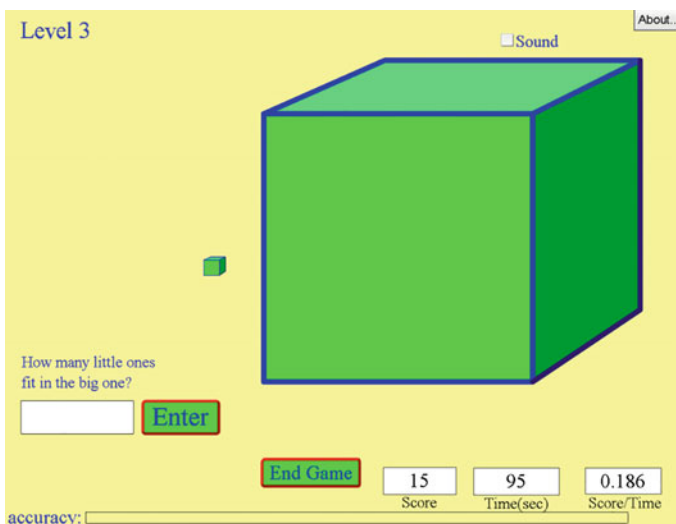 Level 3
About..
Sound
How many little ones
fit in the big one?
Enter
End Game
15
95
0.186
Score
Time(sec)
Score/Time
accuracy: